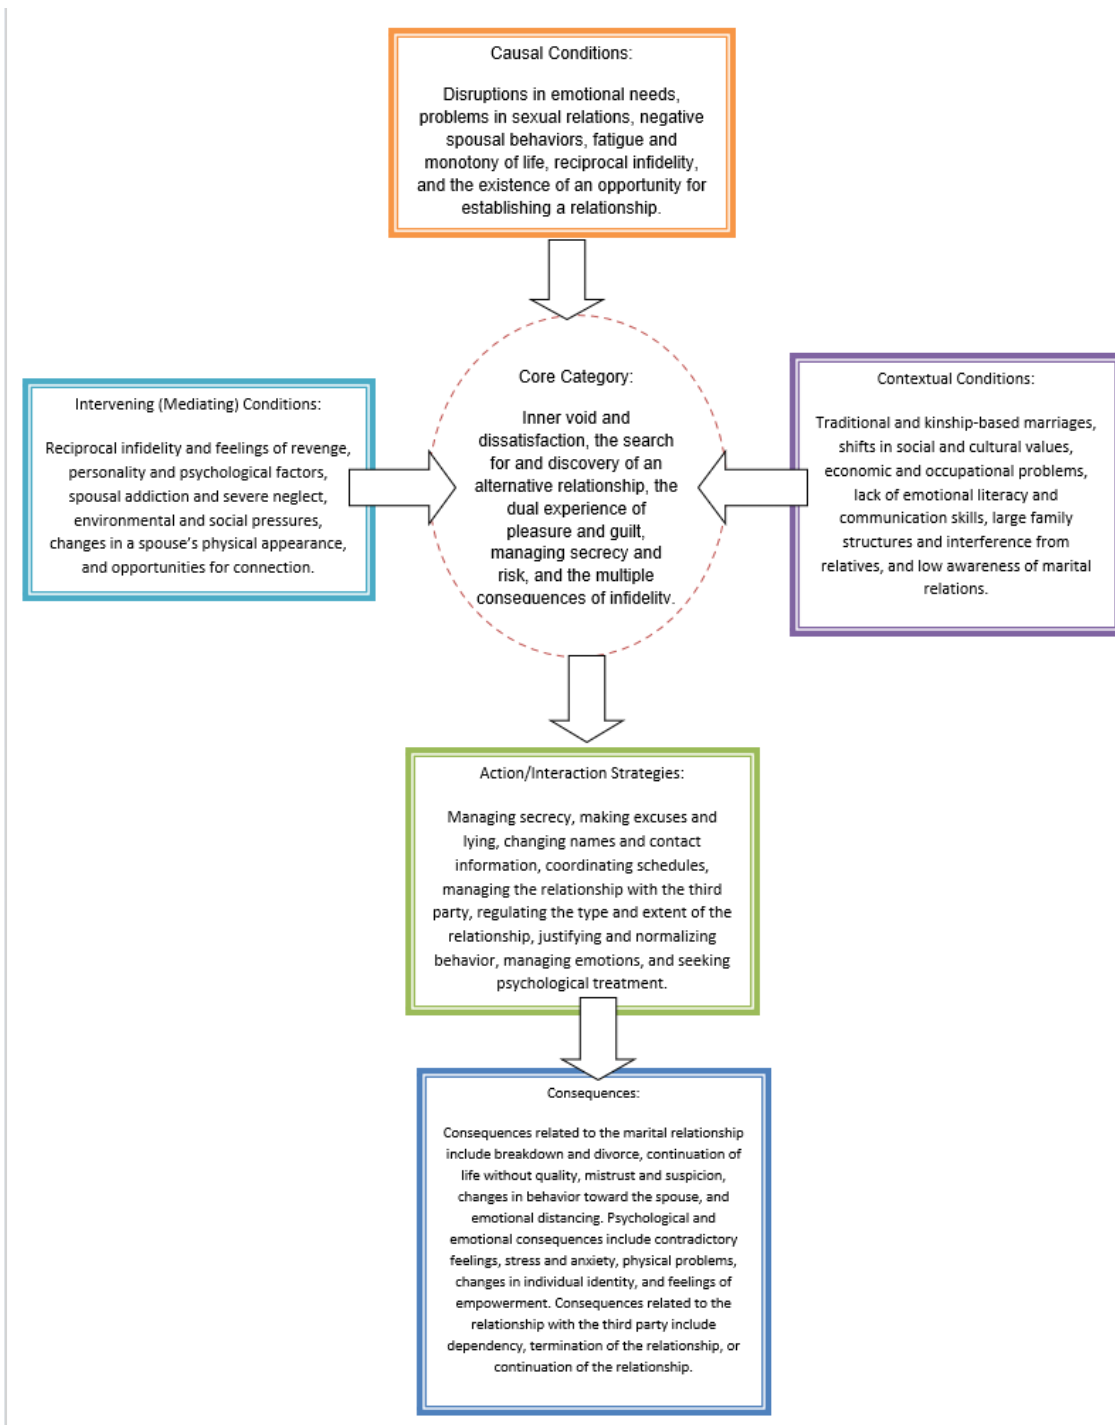 Causal Conditions:
Disruptions in emotional needs,
problems in sexual relations, negative
spousal behaviors, fatigue and
monotony of life, reciprocal infidelity,
and the existence of an opportunity for
establishing a relationship.
Intervening (Mediating) Conditions:
Reciprocal infidelity and feelings of revenge,
personality and psychological factors,
spousal addiction and severe neglect,
environmental and social pressures,
changes in a spouse’s physical appearance,
and opportunities for connection.
Core Category:
Inner void and
dissatisfaction, the search
for and discovery of an
alternative relationship, the
dual experience of
pleasure and guilt,
managing secrecy and
risk, and the multiple
consequences of infidelity.
Contextual Conditions:
Traditional and kinship-based marriages,
shifts in social and cultural values,
economic and occupational problems,
lack of emotional literacy and
communication skills, large family
structures and interference from
relatives, and low awareness of marital
relations.
Action/Interaction Strategies:
Managing secrecy, making excuses and
lying, changing names and contact
information, coordinating schedules,
managing the relationship with the third
party, regulating the type and extent of the
relationship, justifying and normalizing
behavior, managing emotions, and seeking
psychological treatment.
Consequences:
Consequences related to the marital relationship
include breakdown and divorce, continuation of
life without quality, mistrust and suspicion,
changes in behavior toward the spouse, and
emotional distancing. Psychological and
emotional consequences include contradictory
feelings, stress and anxiety, physical problems,
changes in individual identity, and feelings of
empowerment. Consequences related to the
relationship with the third party include
dependency, termination of the relationship, or
continuation of the relationship.